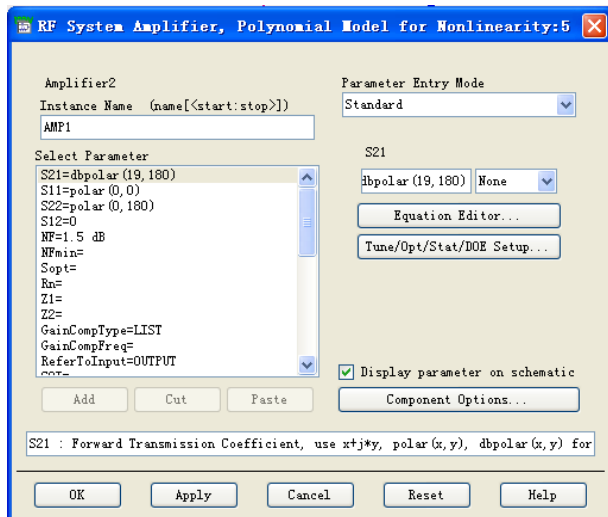 RF System Amplifier, Polynomial Model for Nonlinearity:5
Amplifier2
Instance Name (name[<start:stop>])
AMP1
Select Parameter
S21=dbpolar(19,180)
S11=polar(0,0)
S22=polar(0,180)
S12=0
NF=1.5 dB
NFmin=
Sopt=
Rn=
Z1=
Z2=
GainCompType=LIST
GainCompFreq=
ReferToInput=OUTPUT
Add
Cut
Paste
Parameter Entry Mode
Standard
S21
dbpolar(19,180)
None
Equation Editor...
Tune/Opt/Stat/DOE Setup...
Display parameter on schematic
Component Options...
S21 : Forward Transmission Coefficient, use x+j*y, polar(x,y), dbpolar(x,y) for
OK
Apply
Cancel
Reset
Help